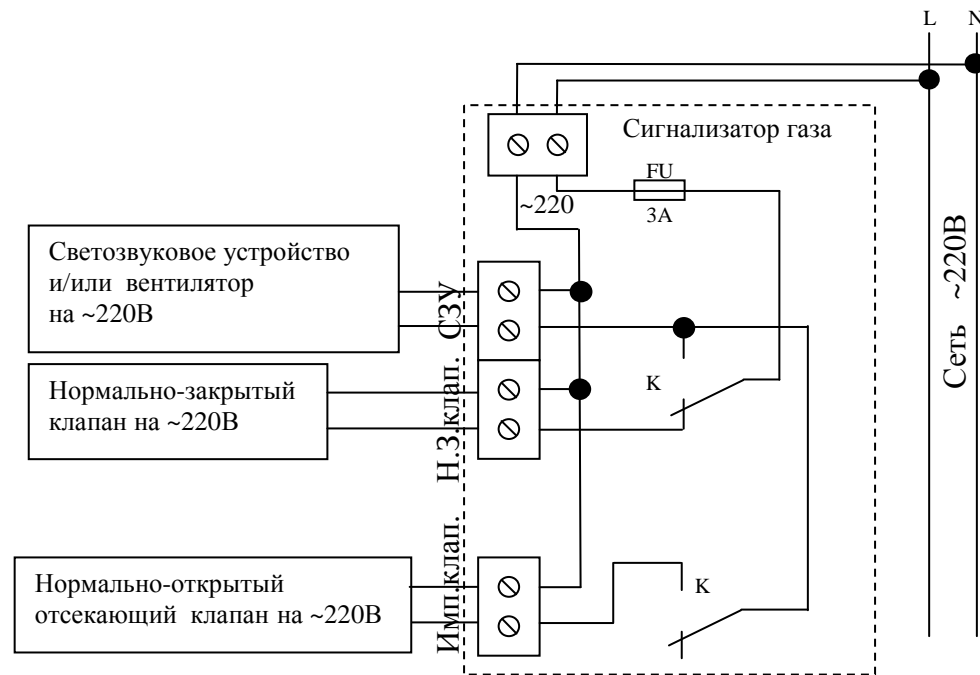 L N
Сигнализатор газа
FU
~220
3А
Сеть ~220В
Светозвуковое устройство
и/или вентилятор
на ~220В
СЗУ
Нормально-закрытый
клапан на ~220В
Н.З.клап.
К
Нормально-открытый
отсекающий клапан на ~220В
Имп.клап.
К